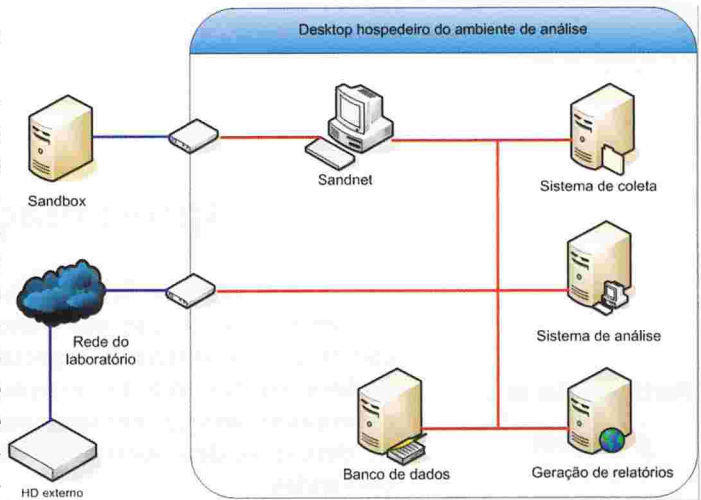 Desktop hospedeiro do ambiente de análise
Sandbox
Sandnet
Sistema de coleta
Rede do
laboratório
Sistema de análise
HD externo
Banco de dados
Geração de relatórios